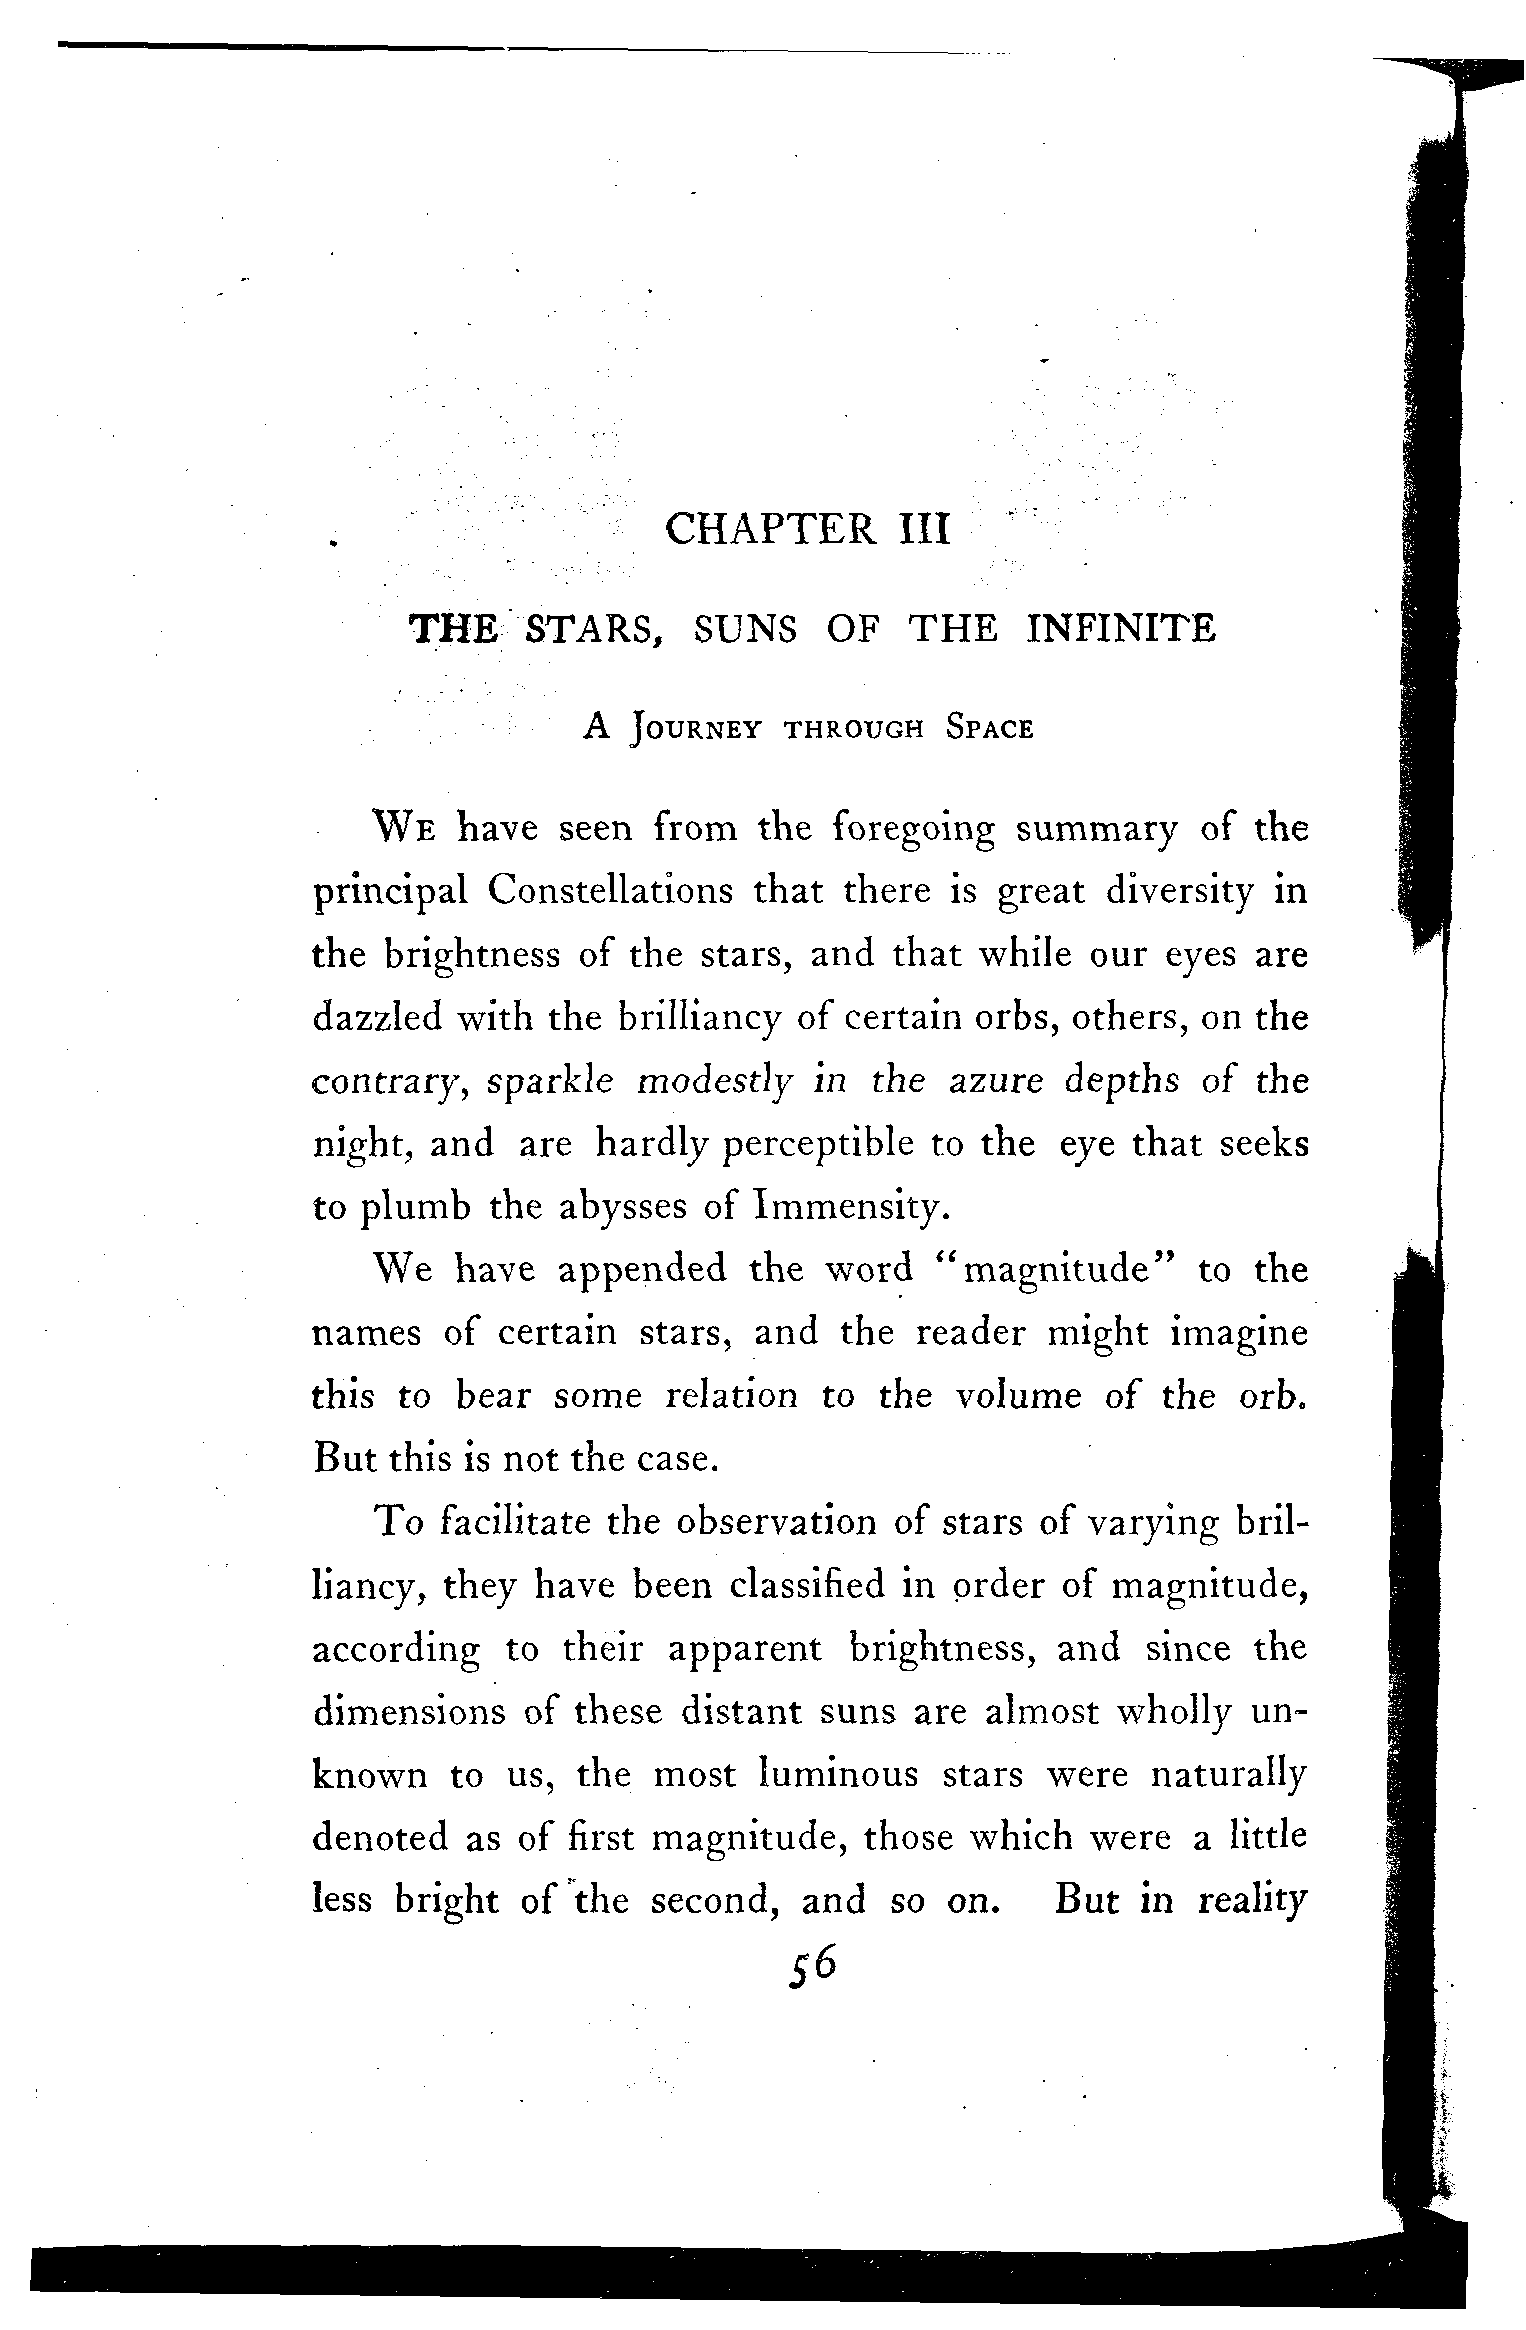 CHAPTER III
THE STARS, SUNS OF THE INFINITE
A Journey through Space
We have seen from the foregoing summary of the
principal Constellations that there is great diversity in
the brightness of the stars, and that while our eyes are
dazzled with the brilliancy of certain orbs, others, on the
contrary, sparkle modestly in the azure depths of the
night, and are hardly perceptible to the eye that seeks
to plumb the abysses of Immensity.
We have appended the word "magnitude" to the
names of certain stars, and the reader might imagine
this to bear some relation to the volume of the orb.
But this is not the case.
To facilitate the observation of stars of varying bril-
liancy, they have been classified in order of magnitude,
according to their apparent brightness, and since the
dimensions of these distant suns are almost wholly un-
known to us, the most luminous stars were naturally
denoted as of first magnitude, those which were a little
less bright of the second, and so on. But in reality
56